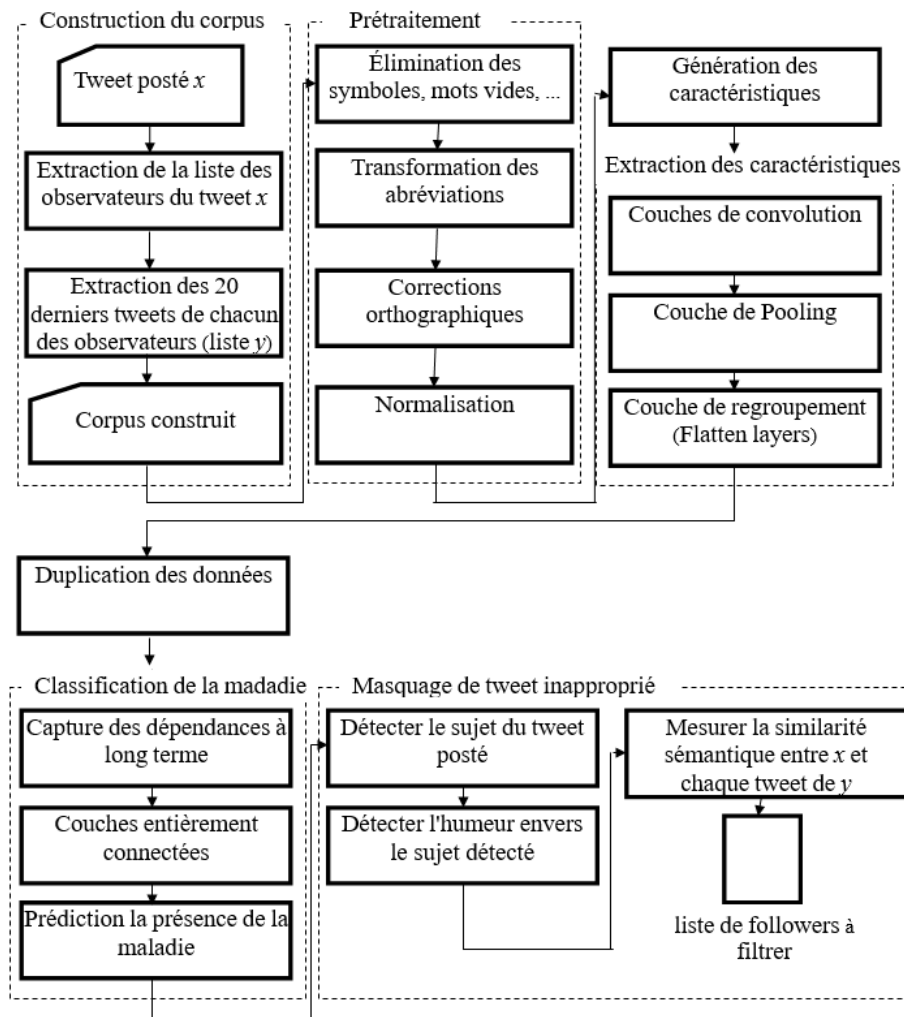 Construction du corpus
Tweet posté x
Extraction de la liste des
observateurs du tweet x
Extraction des 20
derniers tweets de chacun
des observateurs (liste y)
Corpus construit
Prétraitement
Élimination des
symboles, mots vides, ...
Transformation des
abréviations
Corrections
orthographiques
Normalisation
Génération des
caractéristiques
Extraction des caractéristiques
Couches de convolution
Couche de Pooling
Couche de regroupement
(Flatten layers)
Duplication des données
Classification de la madadie
Capture des dépendances à
long terme
Couches entièrement
connectées
Prédiction la présence de la
maladie
Masquage de tweet inapproprié
Détecter le sujet du tweet
posté
Détecter l'humeur envers
le sujet détecté
Mesurer la similarité
sémantique entre x et
chaque tweet de y
liste de followers à
filtrer